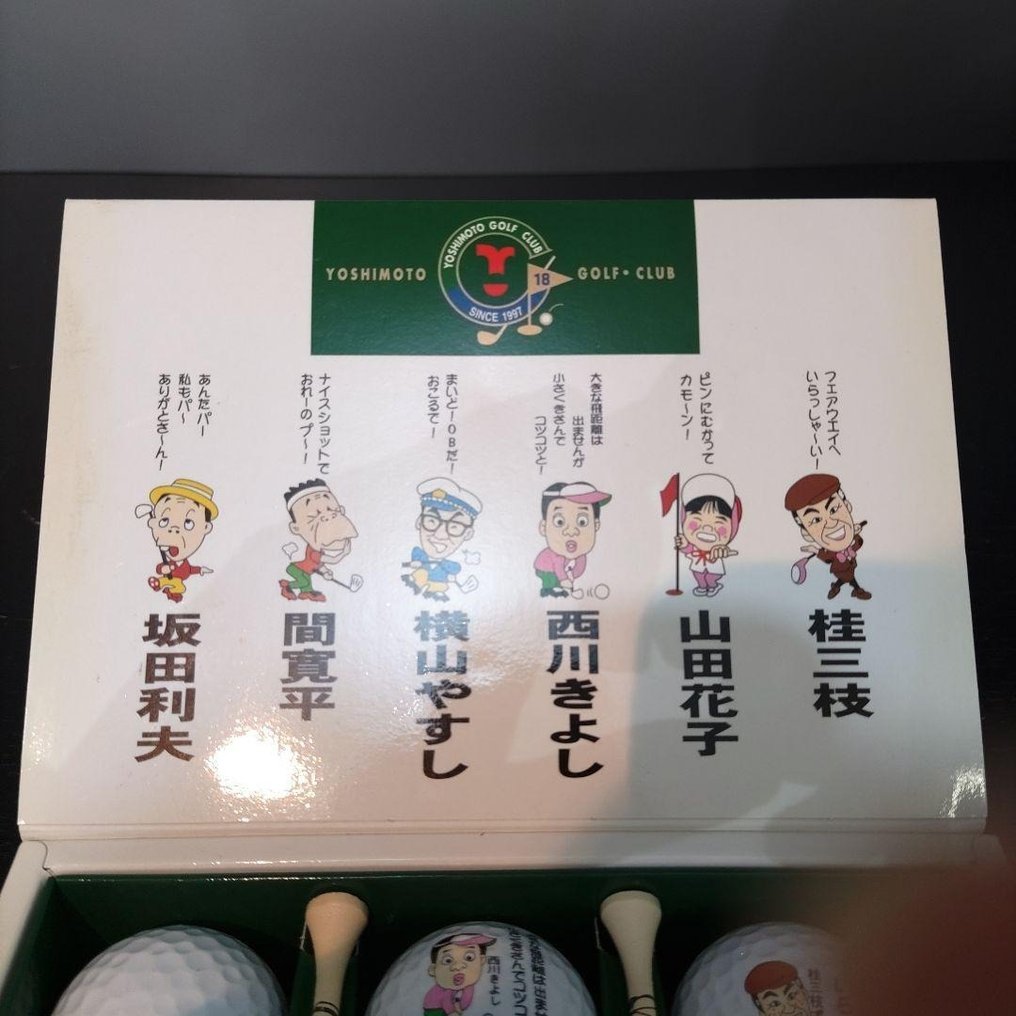 YOSHIMOTO GOLF・CLUB
YOSHIMOTO GOLF CLUB
18
SINCE 1997
フェアウエイへ
いらっしゃーい!
桂三枝
ピンにむかって
カモーン!
山田花子
大きな飛距離は
出ませんが
小さくきざんで
コツコツと!
西川きよし
まいど!OBだ!
おこるで!
横山やすし
ナイスショットで
おれーのプ〜!
間寛平
あんたパー
私もパ〜
ありがとさ〜ん!
坂田利夫
西川きよし
桂三枝